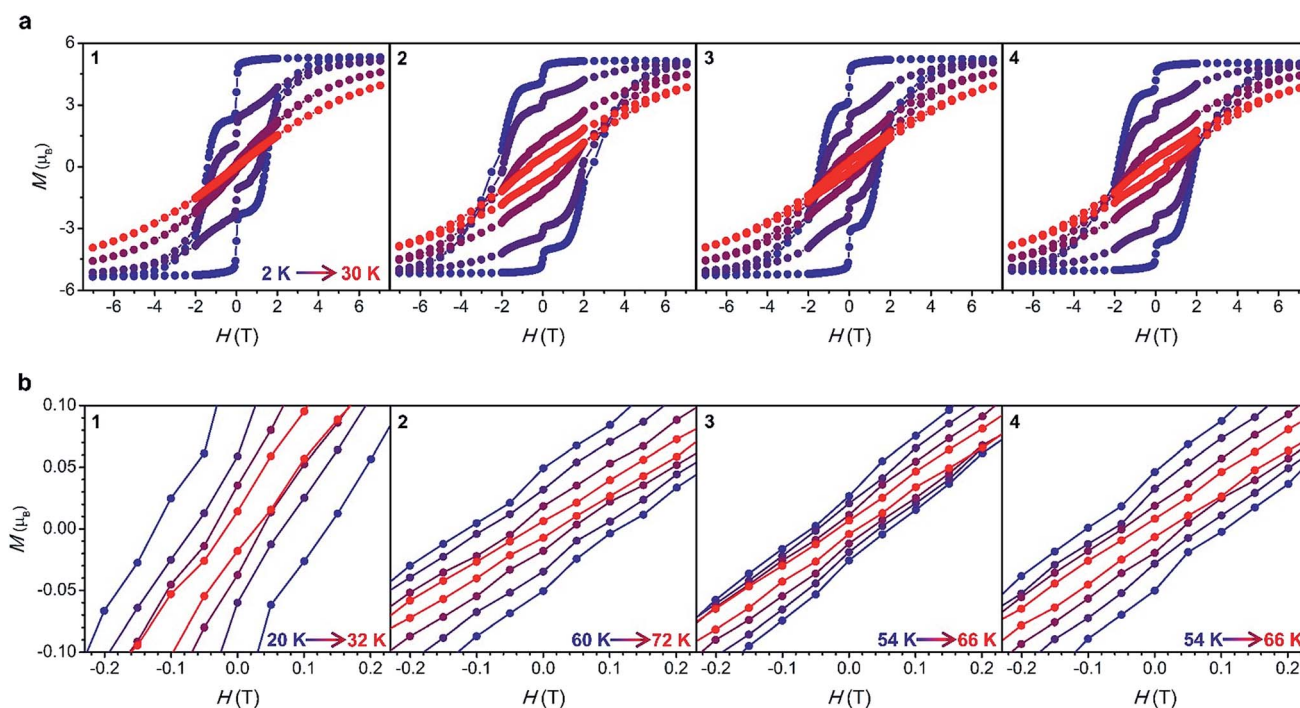 a
6
3
0
-3
-6
M (μB)
1
2
3
4
2 K → 30 K
-6 -4 -2 0 2 4 6
-6 -4 -2 0 2 4 6
-6 -4 -2 0 2 4 6
-6 -4 -2 0 2 4 6
H (T)
H (T)
H (T)
H (T)
b
0.10
0.05
0.00
-0.05
-0.10
M (μB)
1
2
3
4
20 K → 32 K
60 K → 72 K
54 K → 66 K
54 K → 66 K
-0.2 -0.1 0.0 0.1 0.2
-0.2 -0.1 0.0 0.1 0.2
-0.2 -0.1 0.0 0.1 0.2
-0.2 -0.1 0.0 0.1 0.2
H (T)
H (T)
H (T)
H (T)